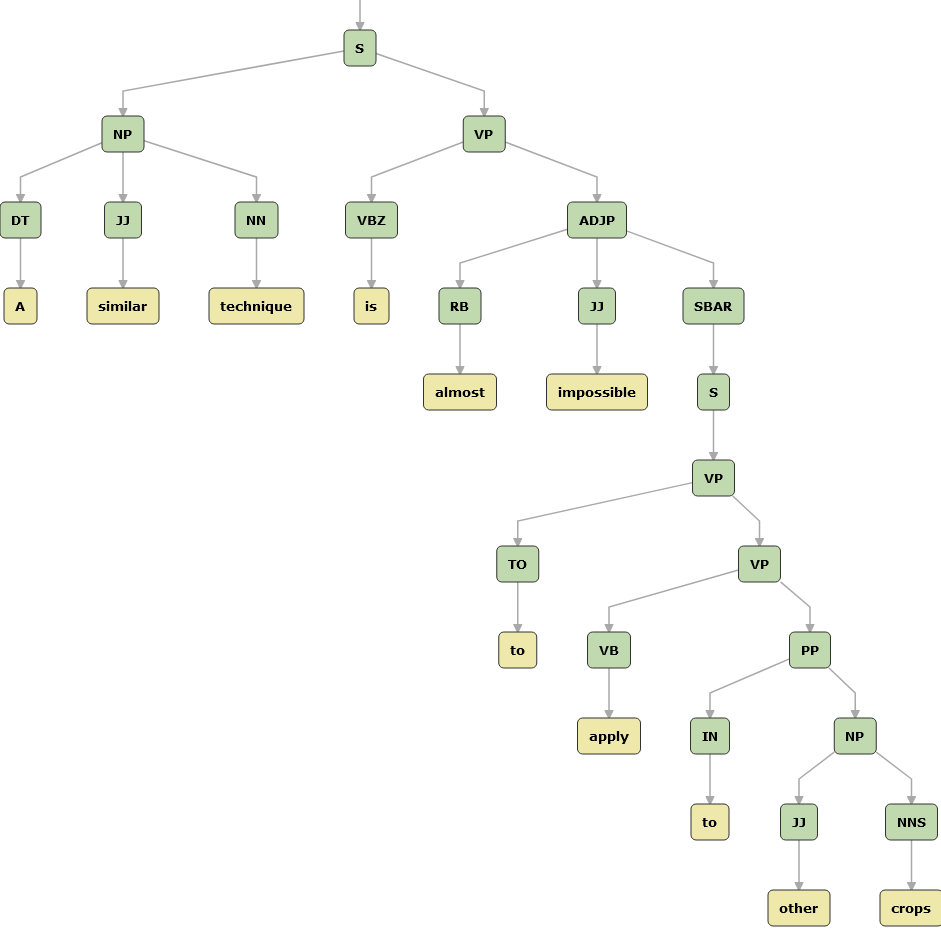 S
NP VP
DT JJ NN VBZ ADJP
A similar technique is RB JJ SBAR
almost impossible S
VP
TO VP
to VB PP
apply IN NP
to JJ NNS
other crops